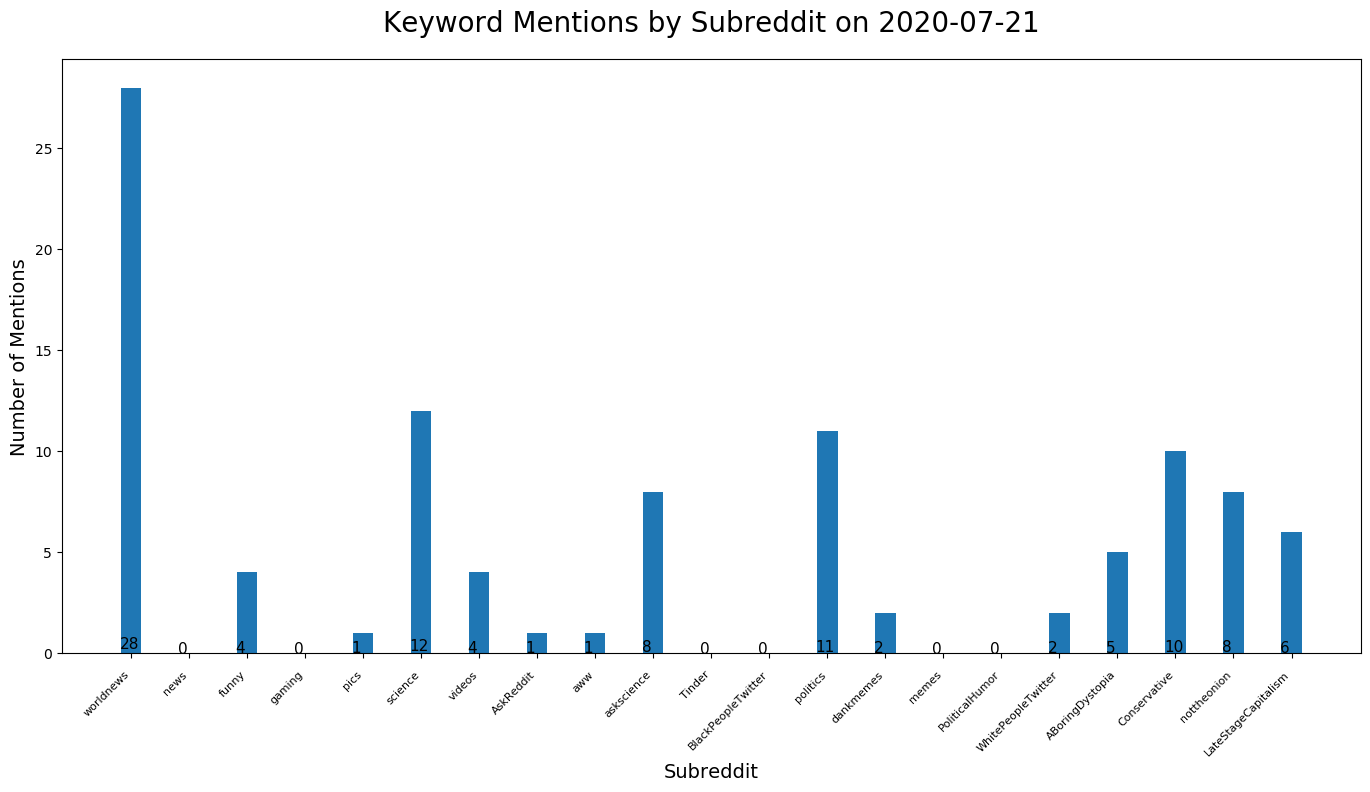 Keyword Mentions by Subreddit on 2020-07-21
Number of Mentions
25
20
15
10
5
0
28
0
4
0
1
12
4
1
1
8
0
0
11
2
0
0
2
5
10
8
6
worldnews
news
funny
gaming
pics
science
videos
AskReddit
aww
askscience
Tinder
BlackPeopleTwitter
politics
dankmemes
memes
PoliticalHumor
WhitePeopleTwitter
ABoringDystopia
Conservative
nottheonion
LateStageCapitalism
Subreddit